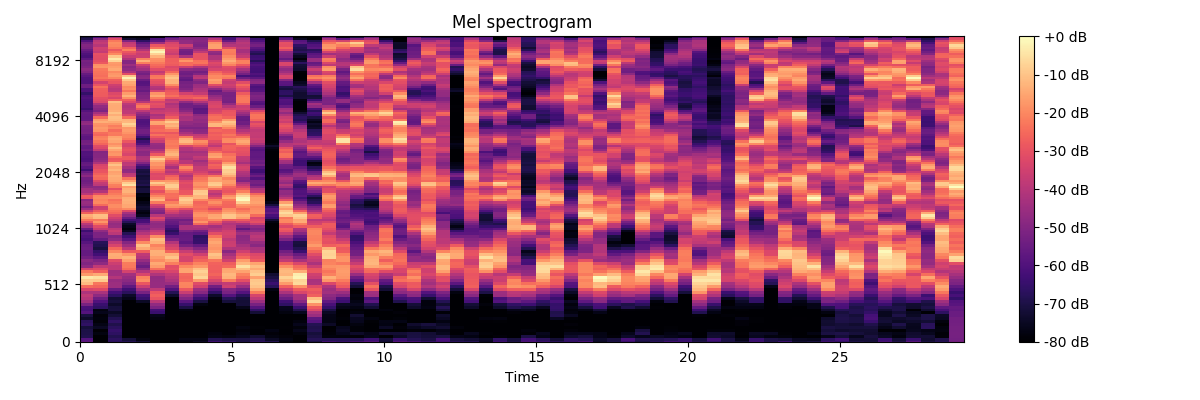 Mel spectrogram
Hz
8192
4096
2048
1024
512
0
0 5 10 15 20 25
Time
+0 dB
-10 dB
-20 dB
-30 dB
-40 dB
-50 dB
-60 dB
-70 dB
-80 dB